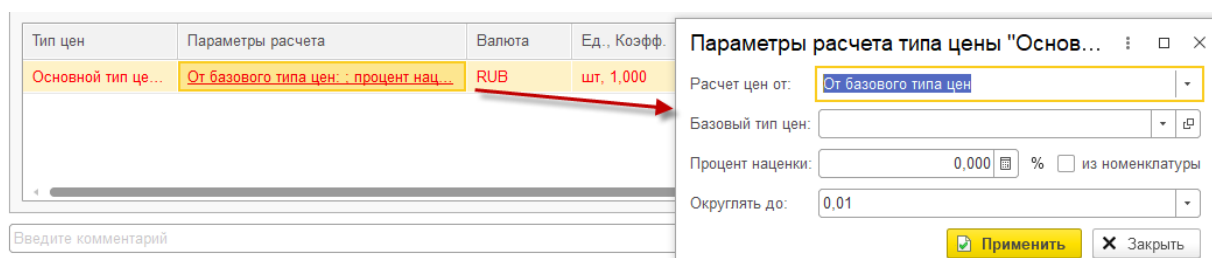 Тип цен Параметры расчета Валюта Ед., Коэфф.
Основной тип це... От базового типа цен: ; процент нац... RUB шт, 1,000
Введите комментарий
Параметры расчета типа цены "Основ...
Расчет цен от: От базового типа цен
Базовый тип цен:
Процент наценки: 0,000 % из номенклатуры
Округлять до: 0,01
Применить Закрыть